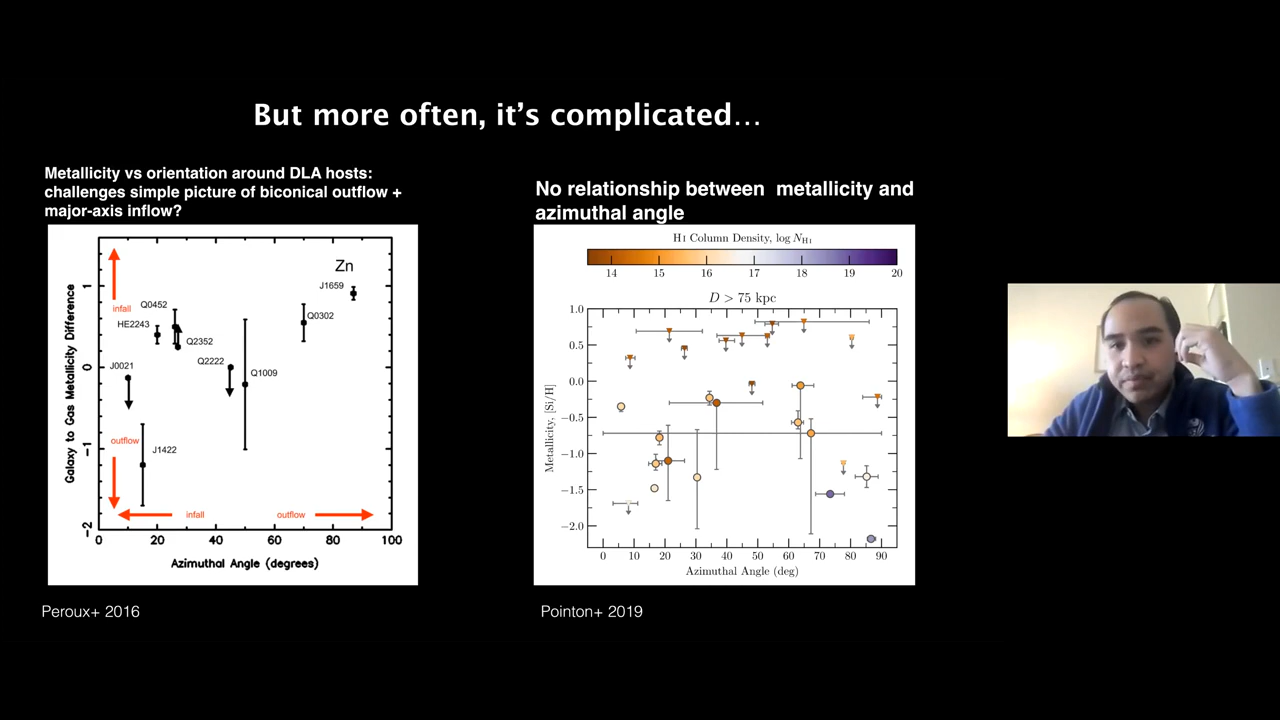 But more often, it's complicated…
Metallicity vs orientation around DLA hosts:
challenges simple picture of biconical outflow +
major-axis inflow?
Zn
J1659
Q0452
infall
HE2243
Q0302
Q2352
J0021
Q2222
Q1009
outflow
J1422
infall
outflow
1
0
-1
-2
0 20 40 60 80 100
Galaxy to Gas Metallicity Difference
Azimuthal Angle (degrees)
Peroux+ 2016
No relationship between metallicity and
azimuthal angle
HI Column Density, log N_HI
14 15 16 17 18 19 20
D > 75 kpc
1.0
0.5
0.0
−0.5
−1.0
−1.5
−2.0
Metallicity, [Si/H]
0 10 20 30 40 50 60 70 80 90
Azimuthal Angle (deg)
Pointon+ 2019